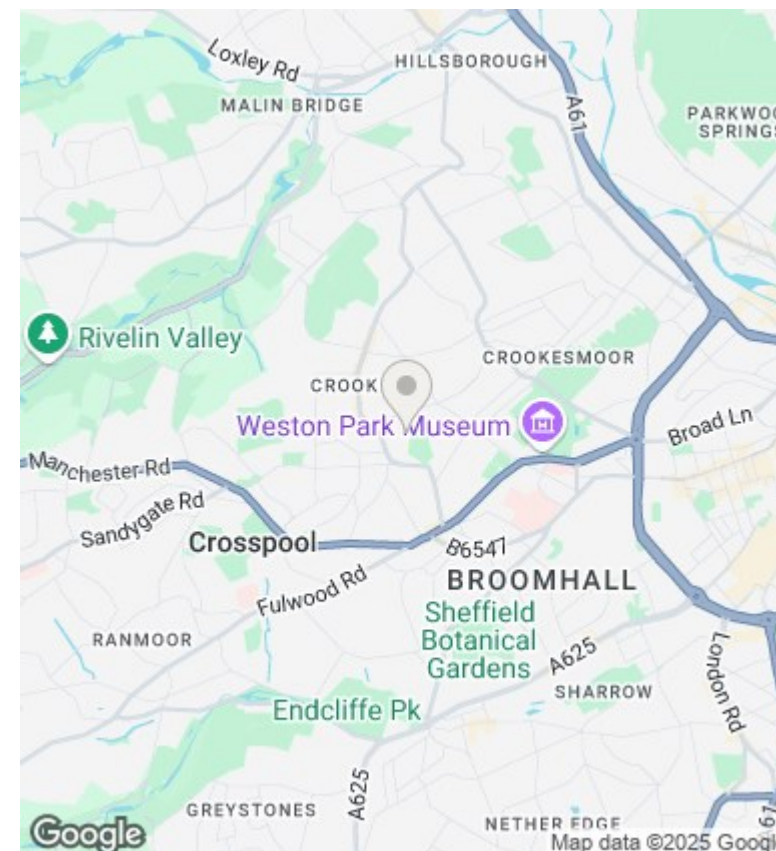 Loxley Rd
HILLSBOROUGH
MALIN BRIDGE
A61
PARKWOO
SPRINGS
Rivelin Valley
CROOKESMOOR
CROOK
Weston Park Museum
Broad Ln
Manchester Rd
Sandygate Rd
Crosspool
B6547
Fulwood Rd
BROOMHALL
Sheffield
Botanical
Gardens
RANMOOR
A625
SHARROW
London Rd
Endcliffe Pk
A625
GREYSTONES
NETHER EDGE
A61
Google
Map data ©2025 Googl